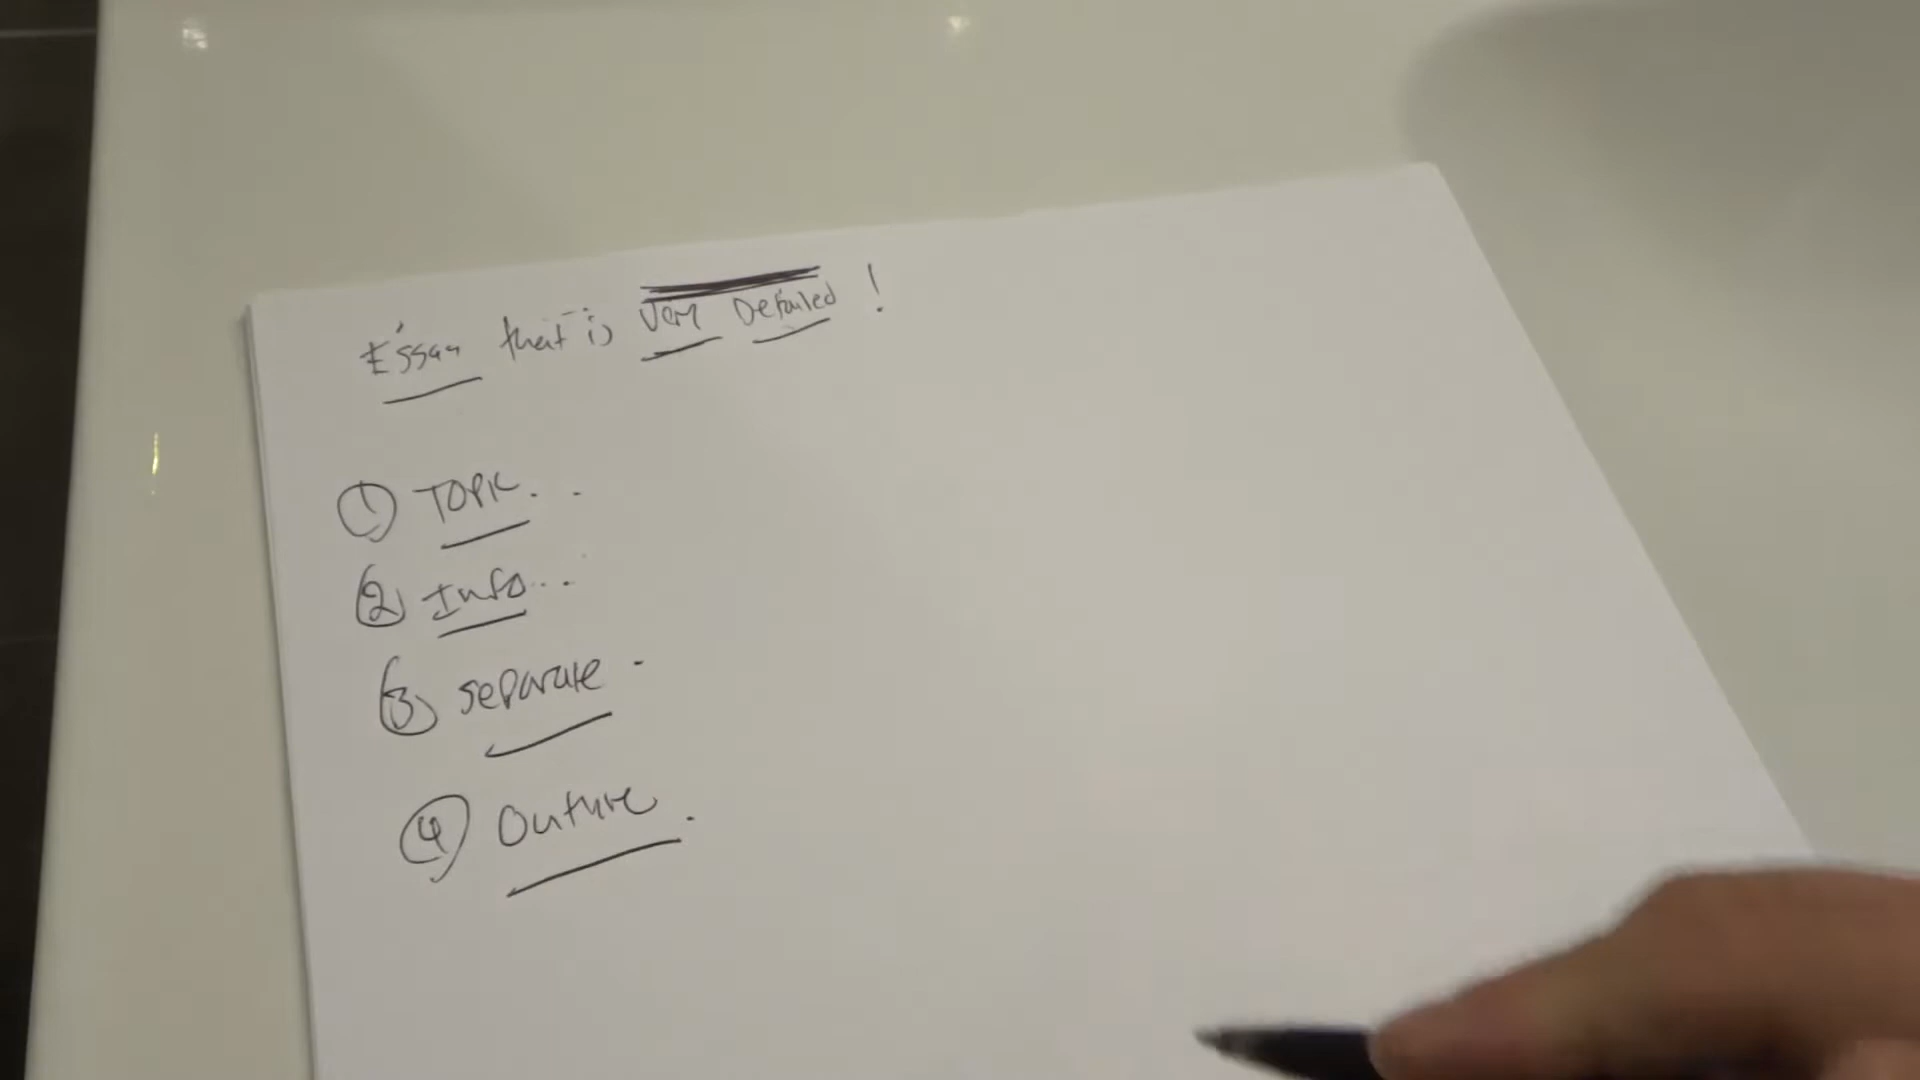 Essay that is Very Detailed !
① TOPIC. .
② Info...
③ separate .
④ Outline .